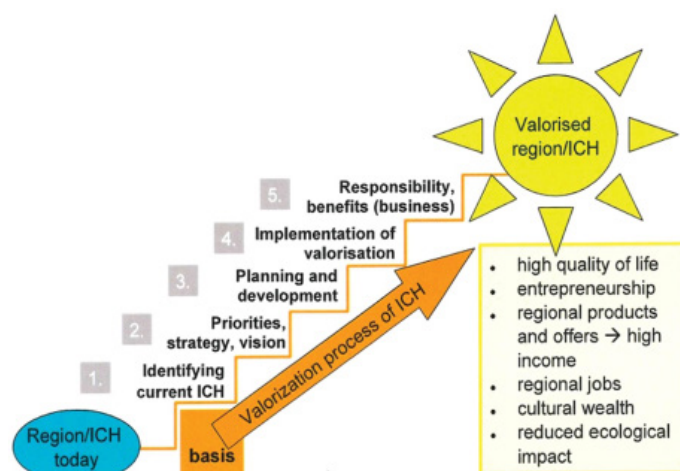 Valorised
region/ICH
5.
Responsibility,
benefits (business)
4.
Implementation of
valorisation
3.
Planning and
development
2.
Priorities,
strategy, vision
1.
Identifying
current ICH
Region/ICH
today
basis
Valorization process of ICH
• high quality of life
• entrepreneurship
• regional products
and offers → high
income
• regional jobs
• cultural wealth
• reduced ecological
impact